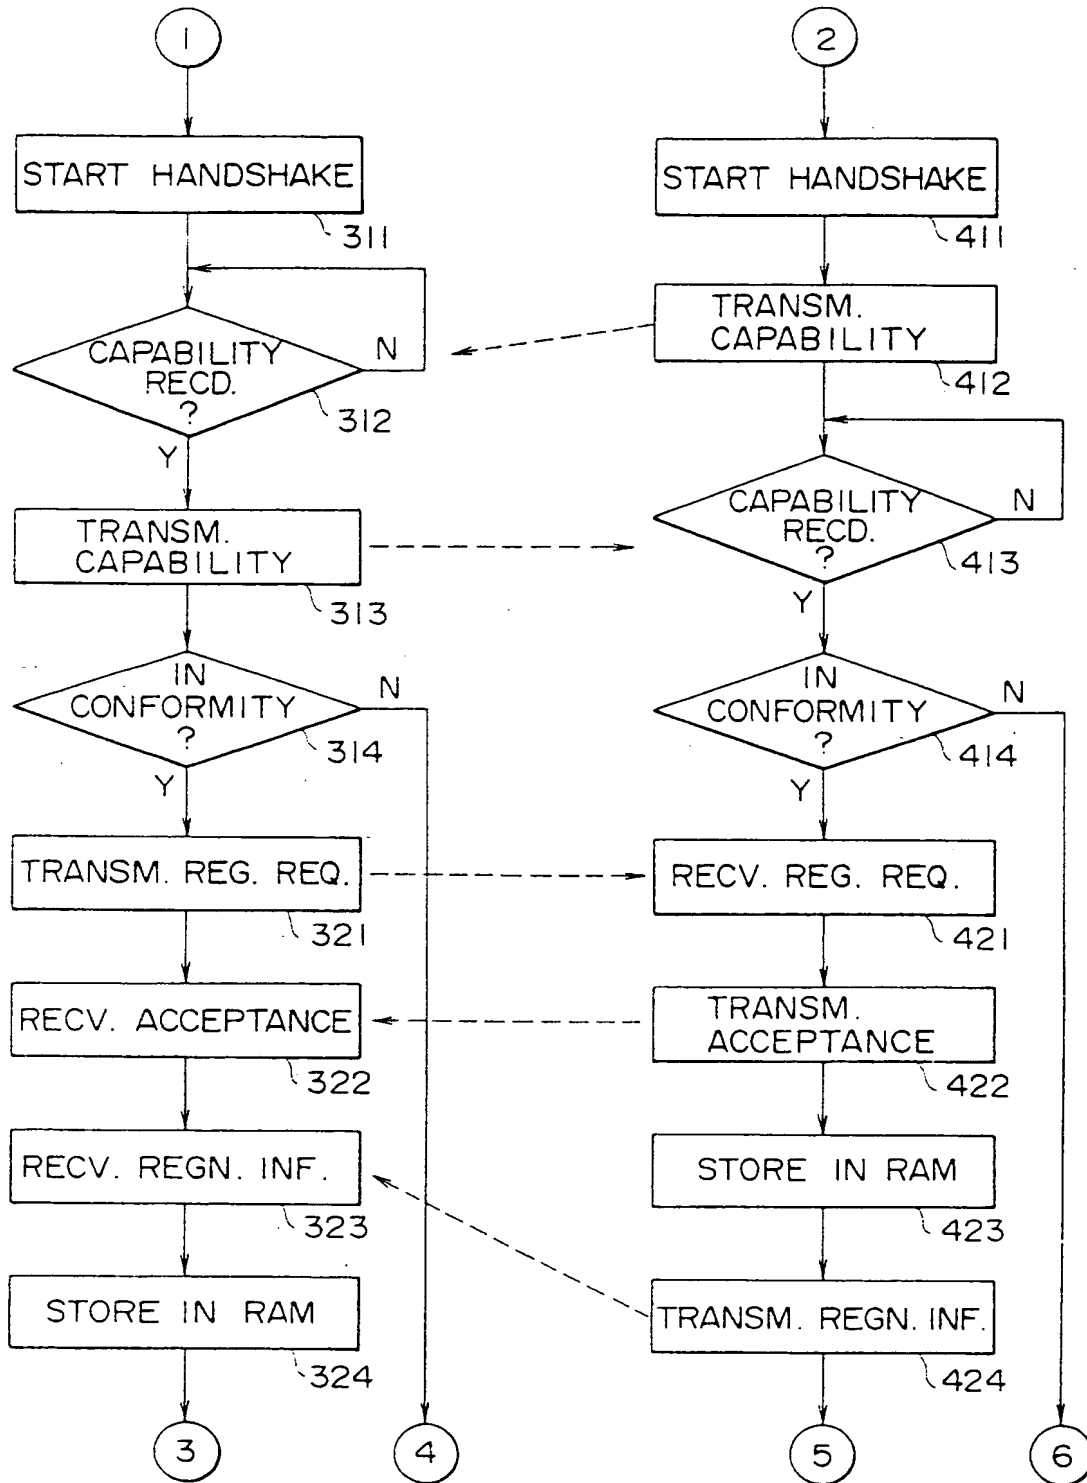 1
START HANDSHAKE
311
CAPABILITY
RECD.
?
N
312
Y
TRANSM.
CAPABILITY
313
IN
CONFORMITY
?
N
314
Y
TRANSM. REG. REQ.
321
RECV. ACCEPTANCE
322
RECV. REGN. INF.
323
STORE IN RAM
324
3
4
2
START HANDSHAKE
411
TRANSM.
CAPABILITY
412
CAPABILITY
RECD.
?
N
413
Y
IN
CONFORMITY
?
N
414
Y
RECV. REG. REQ.
421
TRANSM.
ACCEPTANCE
422
STORE IN RAM
423
TRANSM. REGN. INF.
424
5
6